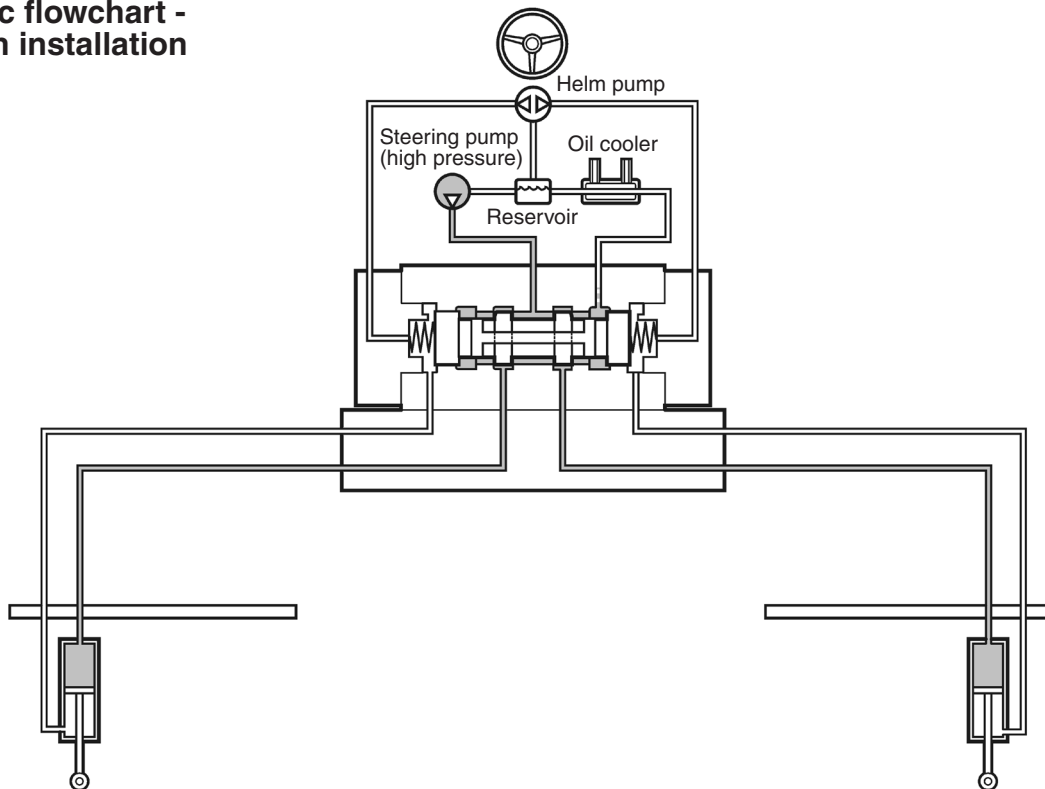 flowchart -
installation
Helm pump
Steering pump
(high pressure)
Oil cooler
Reservoir